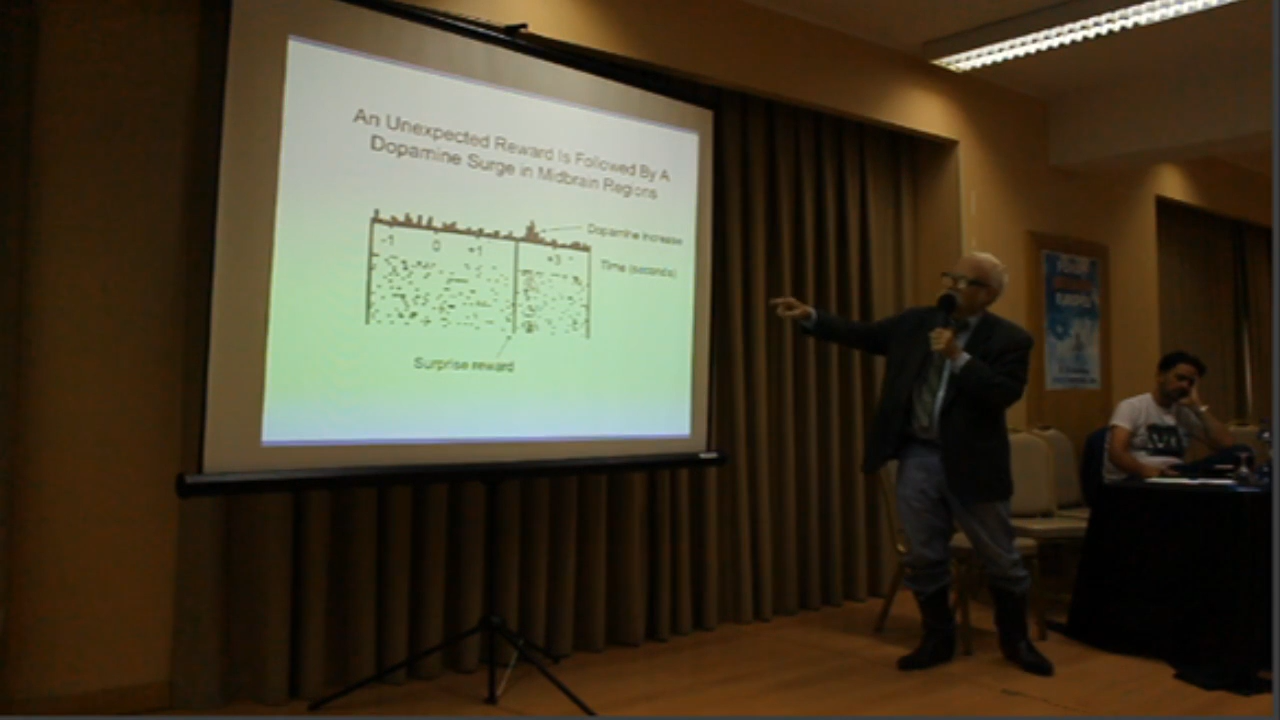 An Unexpected Reward Is Followed By A
Dopamine Surge in Midbrain Regions
Dopamine increase
-1 0 +1 +3
Time (seconds)
Surprise reward